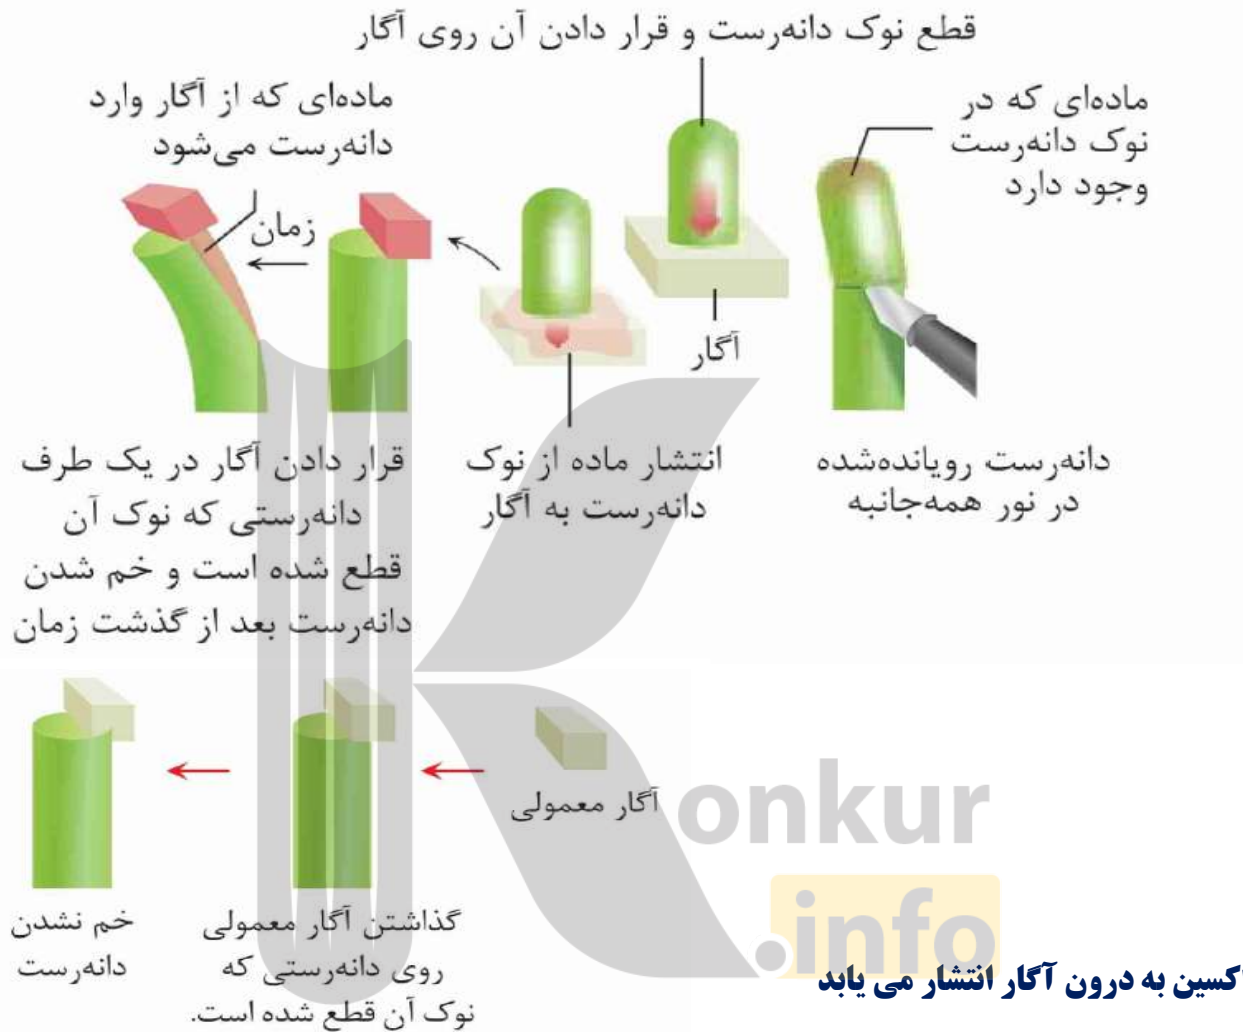 قطع نوک دانه‌رست و قرار دادن آن روی آگار
ماده‌ای که در
نوک دانه‌رست
وجود دارد
ماده‌ای که از آگار وارد
دانه‌رست می‌شود
زمان
آگار
دانه‌رست رویانده‌شده
در نور همه‌جانبه
انتشار ماده از نوک
دانه‌رست به آگار
قرار دادن آگار در یک طرف
دانه‌رستی که نوک آن
قطع شده است و خم شدن
دانه‌رست بعد از گذشت زمان
آگار معمولی
گذاشتن آگار معمولی
روی دانه‌رستی که
نوک آن قطع شده است.
خم نشدن
دانه‌رست
onkur
.info
کسین به درون آگار انتشار می یابد